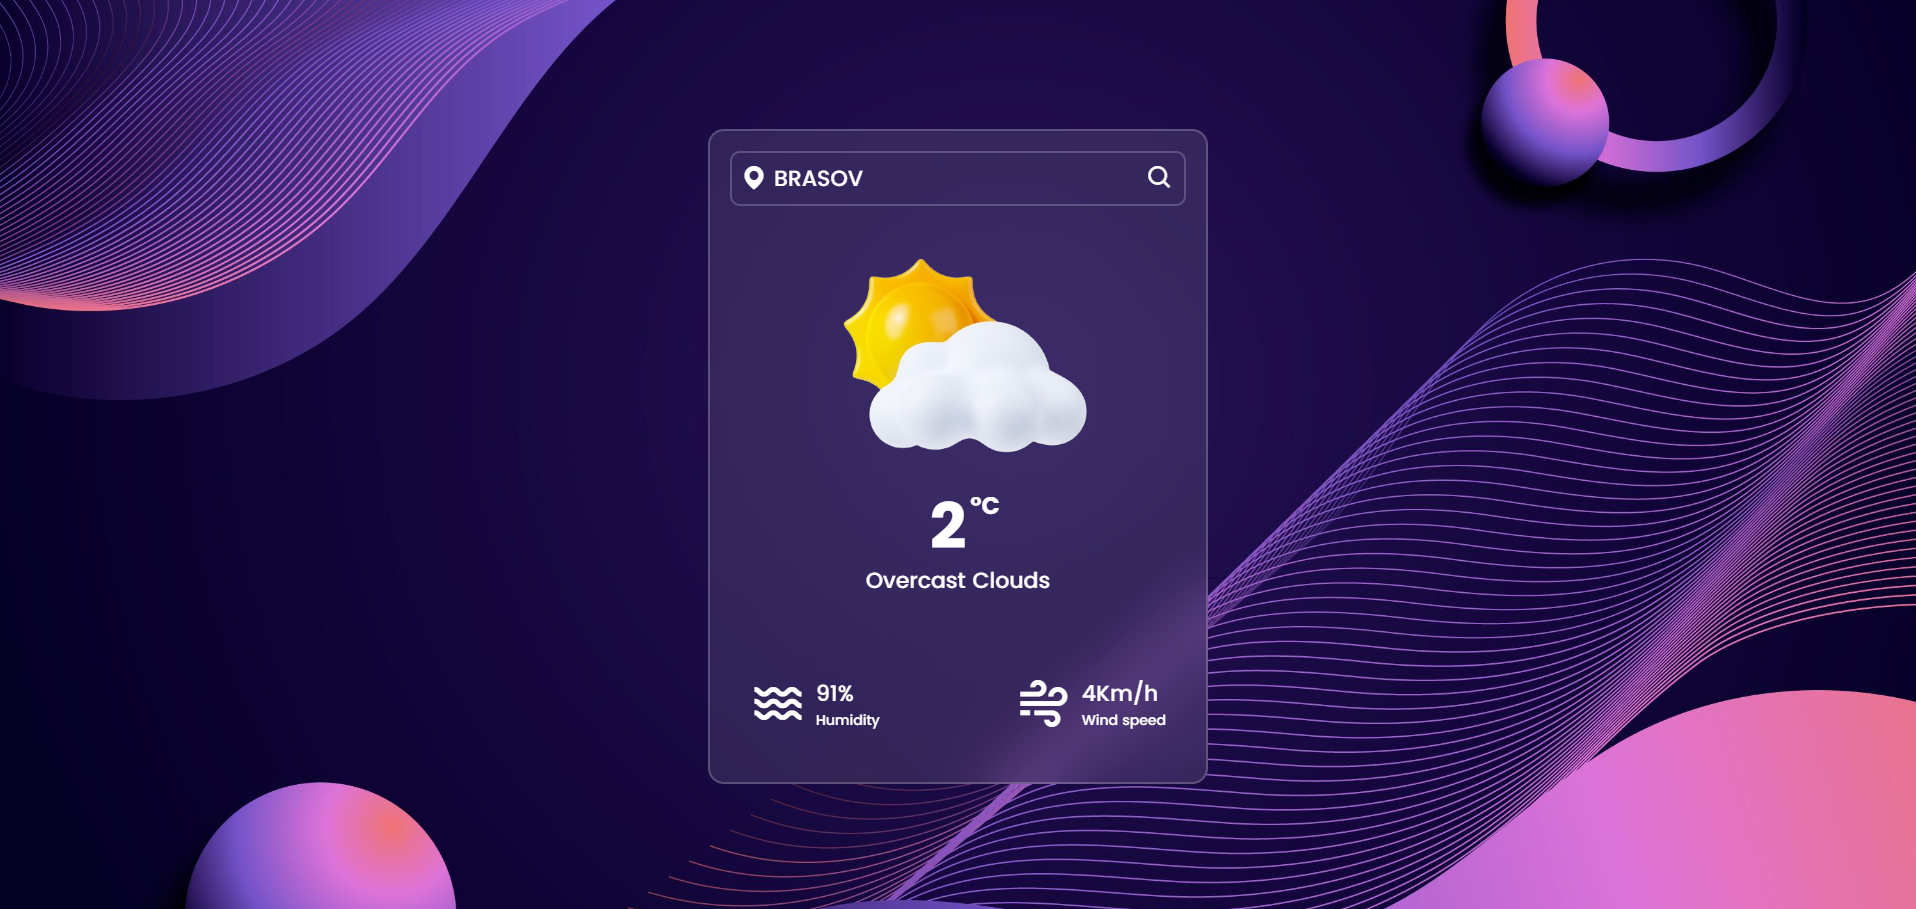 BRASOV
2°C
Overcast Clouds
91%
Humidity
4Km/h
Wind speed